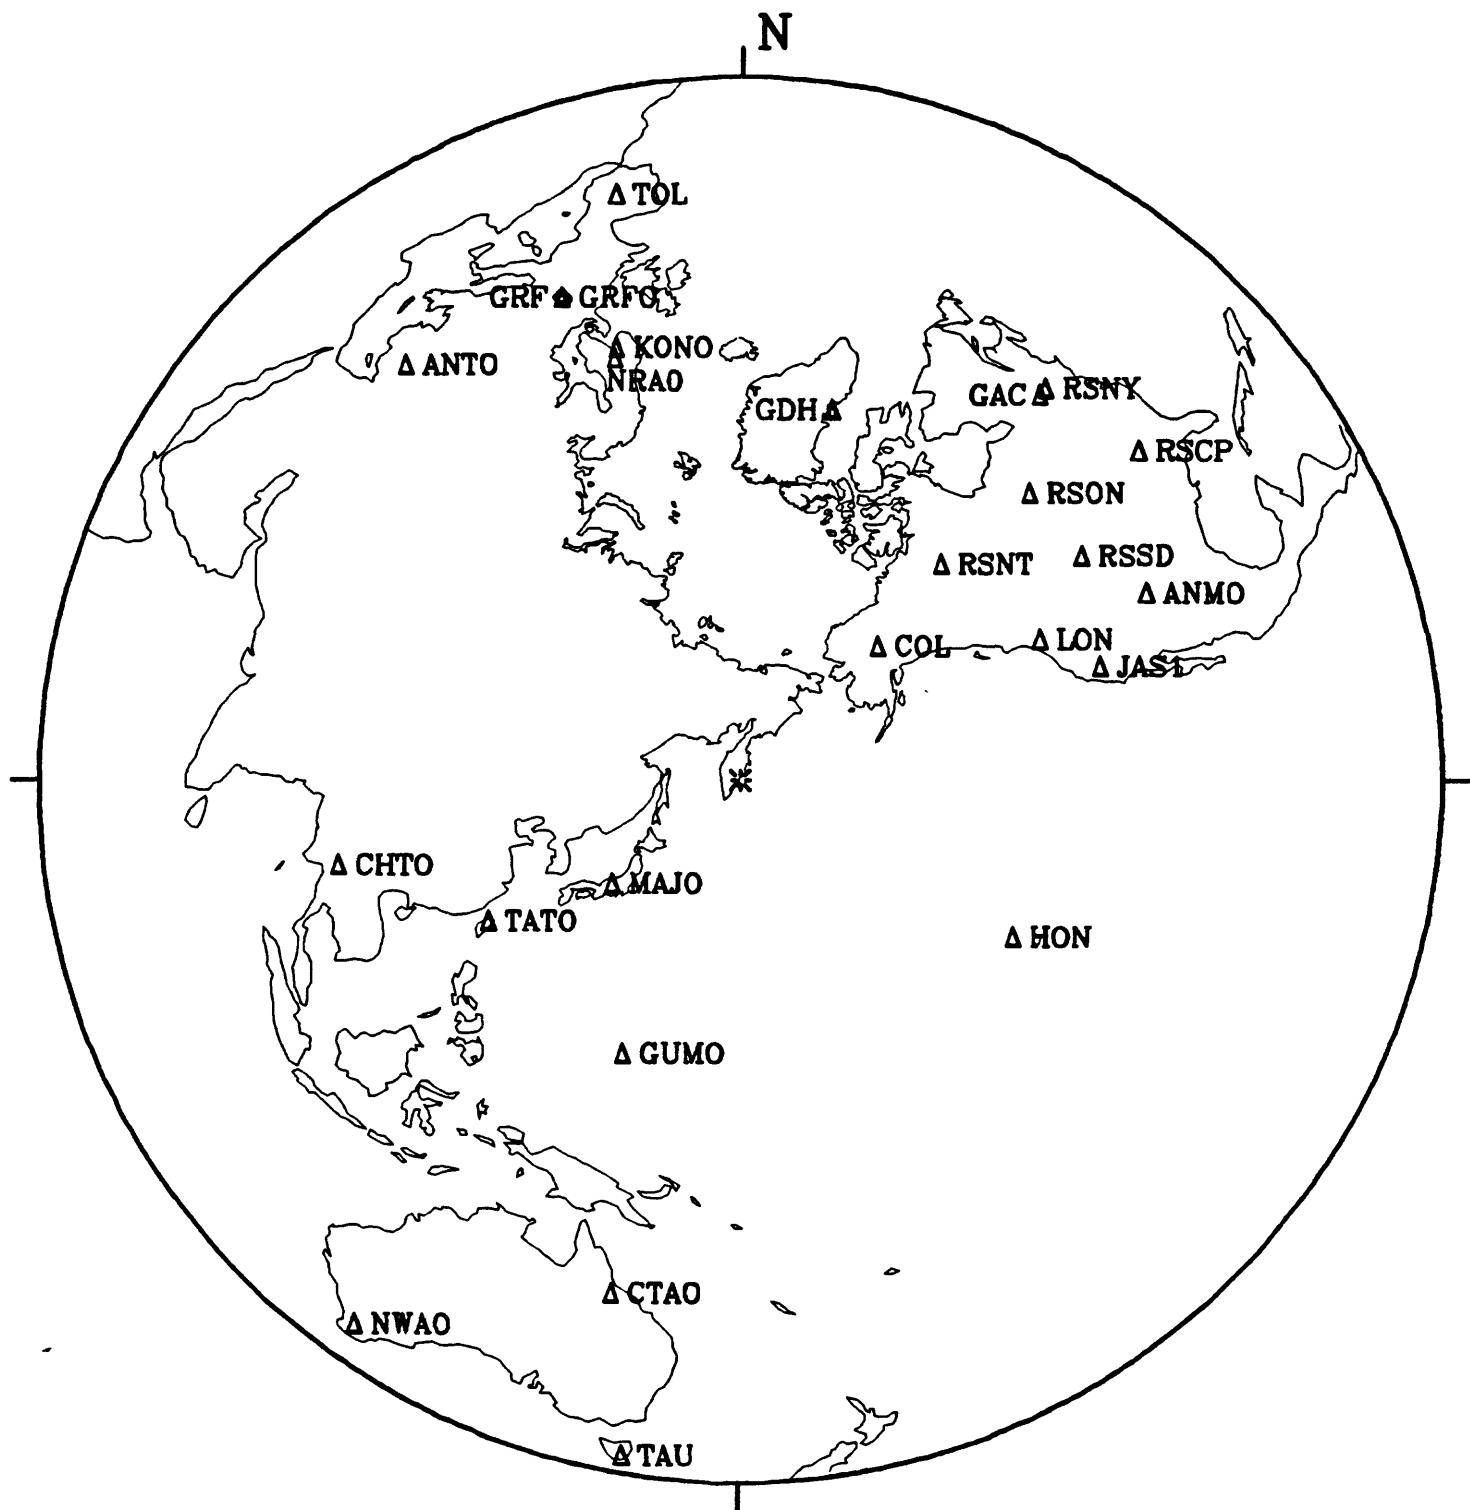 N
TOL
GRF GRFO
KONO
ANTO
NRAO
GAC RSNY
GDH
RSCP
RSON
RSSD
RSNT
ANMO
LON
COL
JAS1
CHTO
MAJO
TATO
HON
GUMO
CTAO
NWAO
TAU